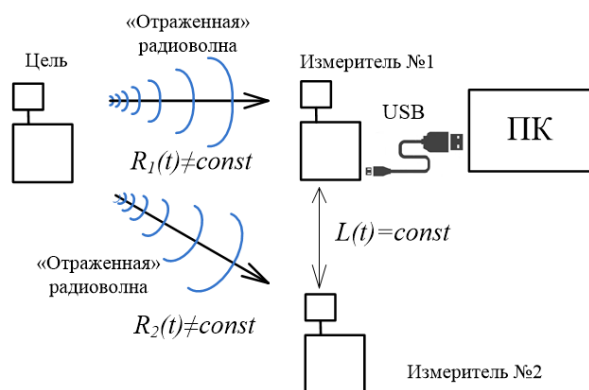 «Отраженная»
радиоволна
Цель
Измеритель №1
USB
ПК
R₁(t)≠const
L(t)=const
«Отраженная»
радиоволна
R₂(t)≠const
Измеритель №2